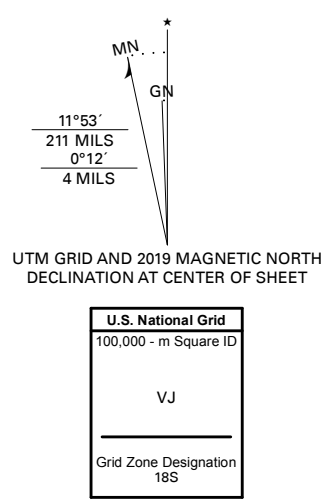 MN
GN
11°53´
211 MILS
0°12´
4 MILS
UTM GRID AND 2019 MAGNETIC NORTH
DECLINATION AT CENTER OF SHEET
U.S. National Grid
100,000 - m Square ID
VJ
Grid Zone Designation
18S